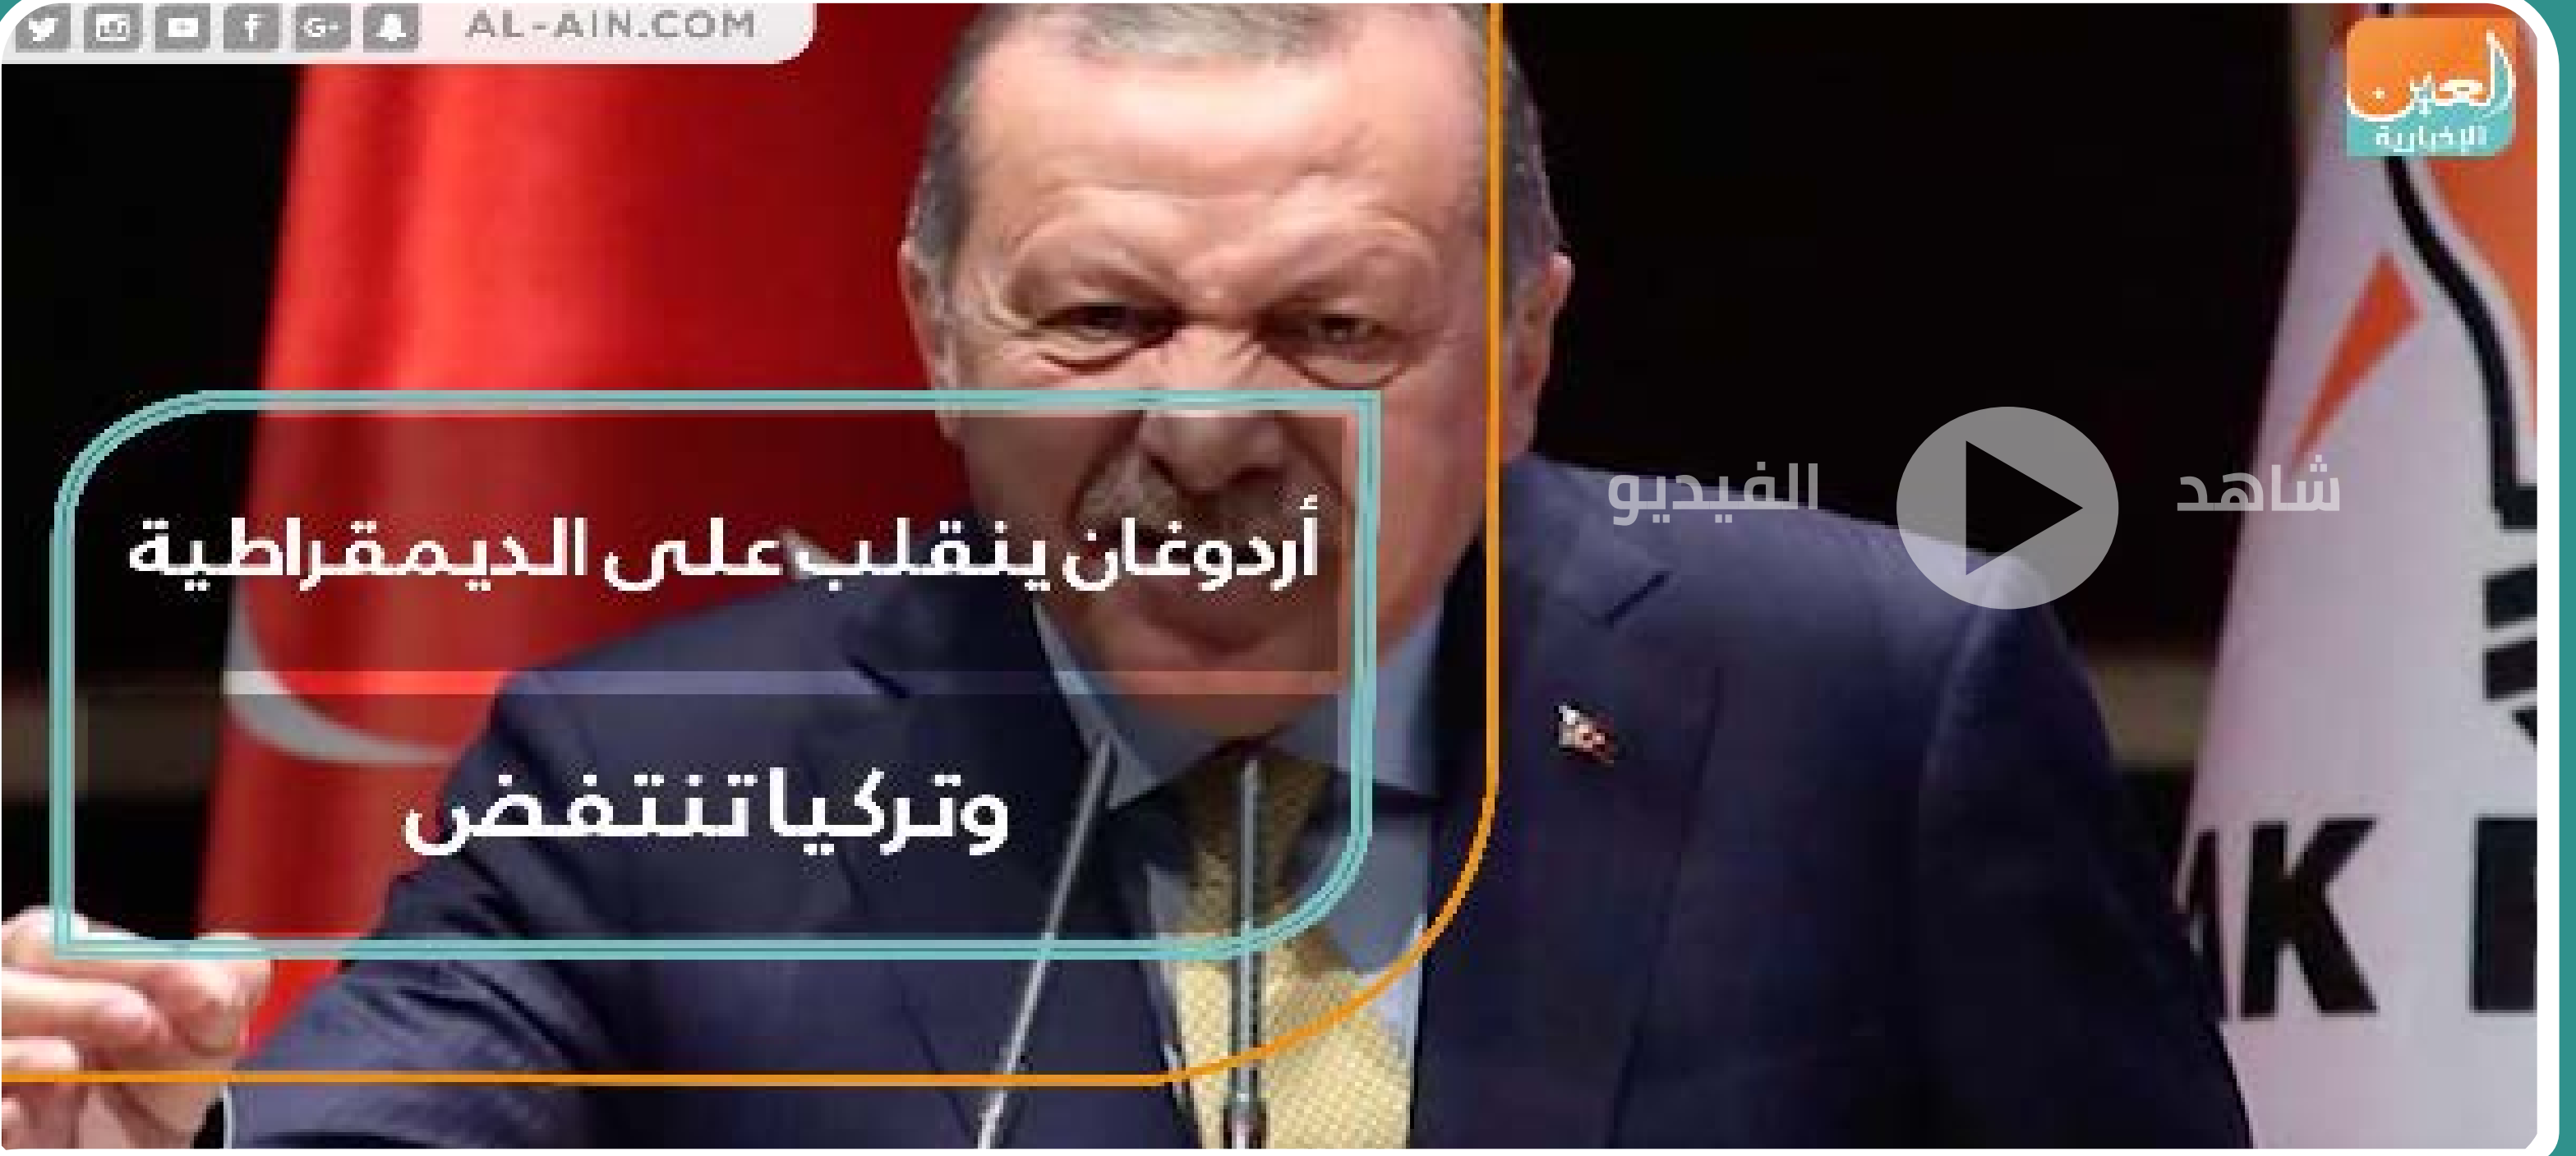 AL-AIN.COM
العين
الإخبارية
شاهد الفيديو
أردوغان ينقلب على الديمقراطية
وتركيا تنتفض
AK